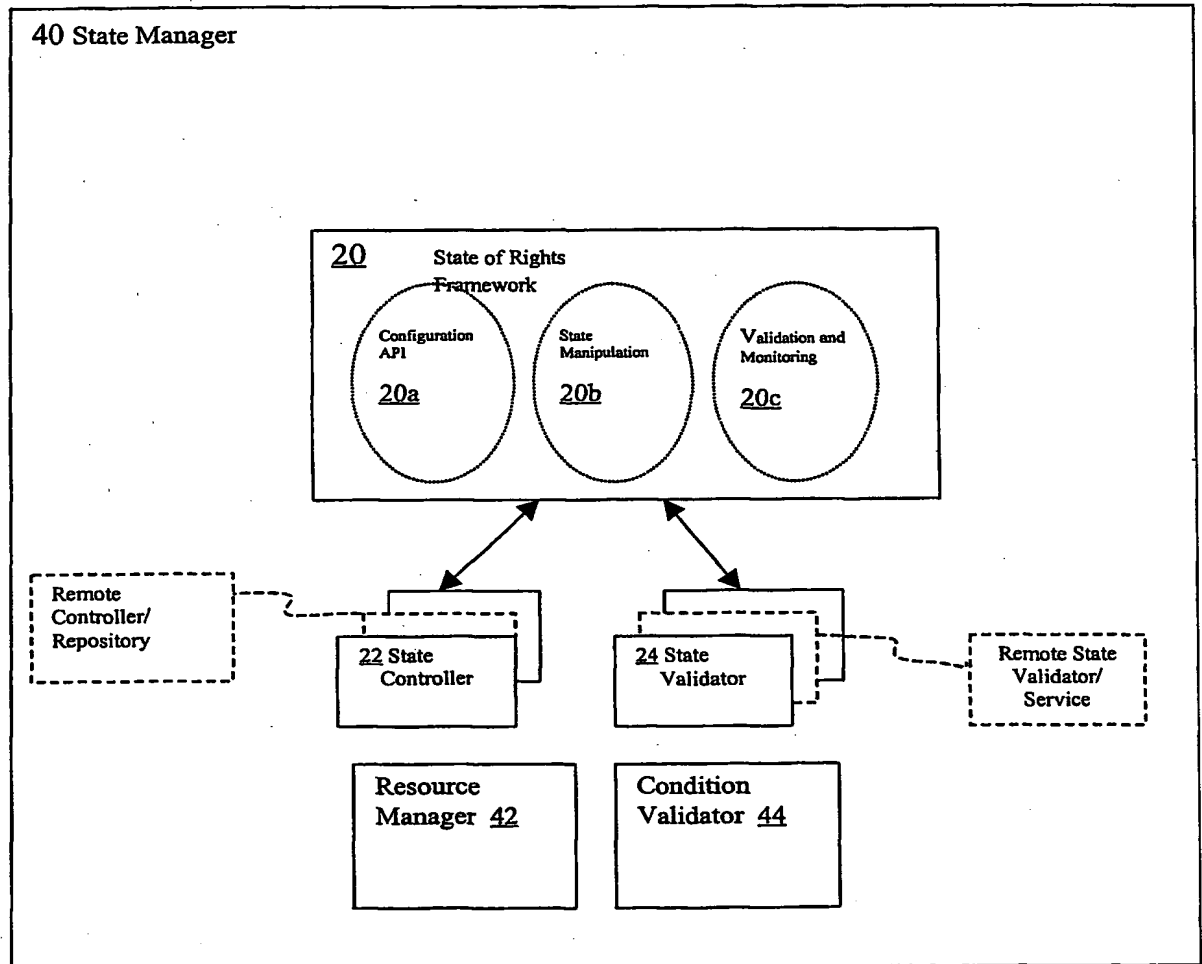 40 State Manager
20 State of Rights
Framework
Configuration
API
20a
State
Manipulation
20b
Validation and
Monitoring
20c
Remote
Controller/
Repository
22 State
Controller
24 State
Validator
Remote State
Validator/
Service
Resource
Manager 42
Condition
Validator 44